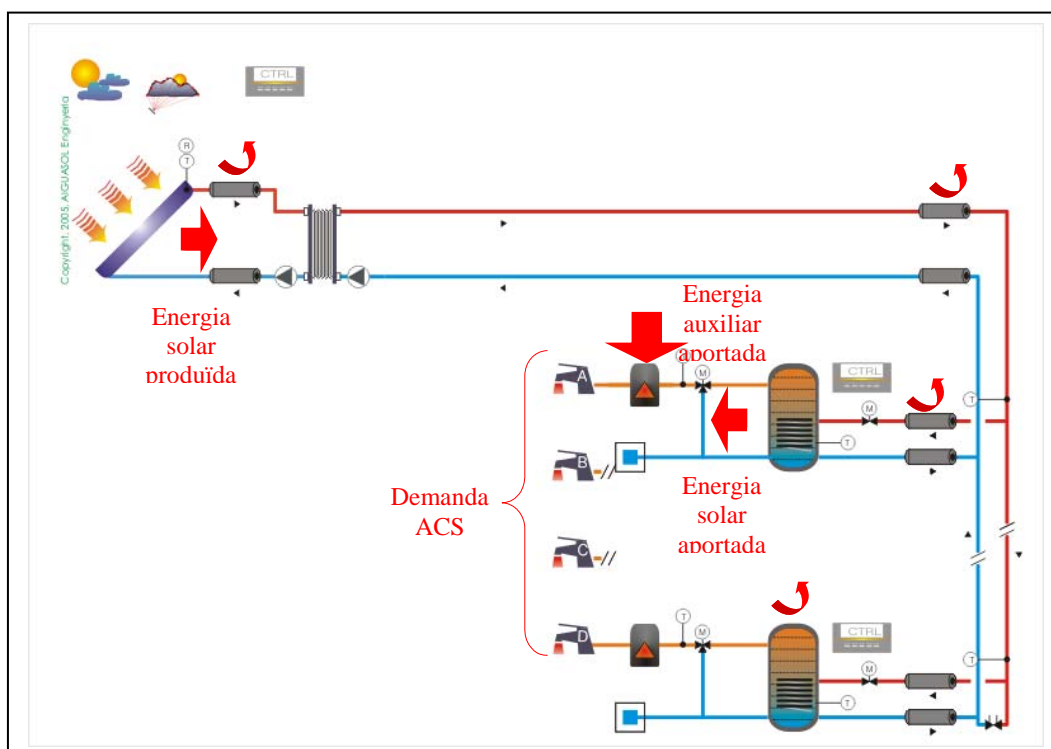 CTRL
Copyright, 2005, AIGUASOL Enginyeria
R
T
Energia
solar
produïda
Energia
auxiliar
aportada
T
M
CTRL
A
M
T
T
B
Demanda
ACS
Energia
solar
aportada
C
T
M
CTRL
D
M
T
T